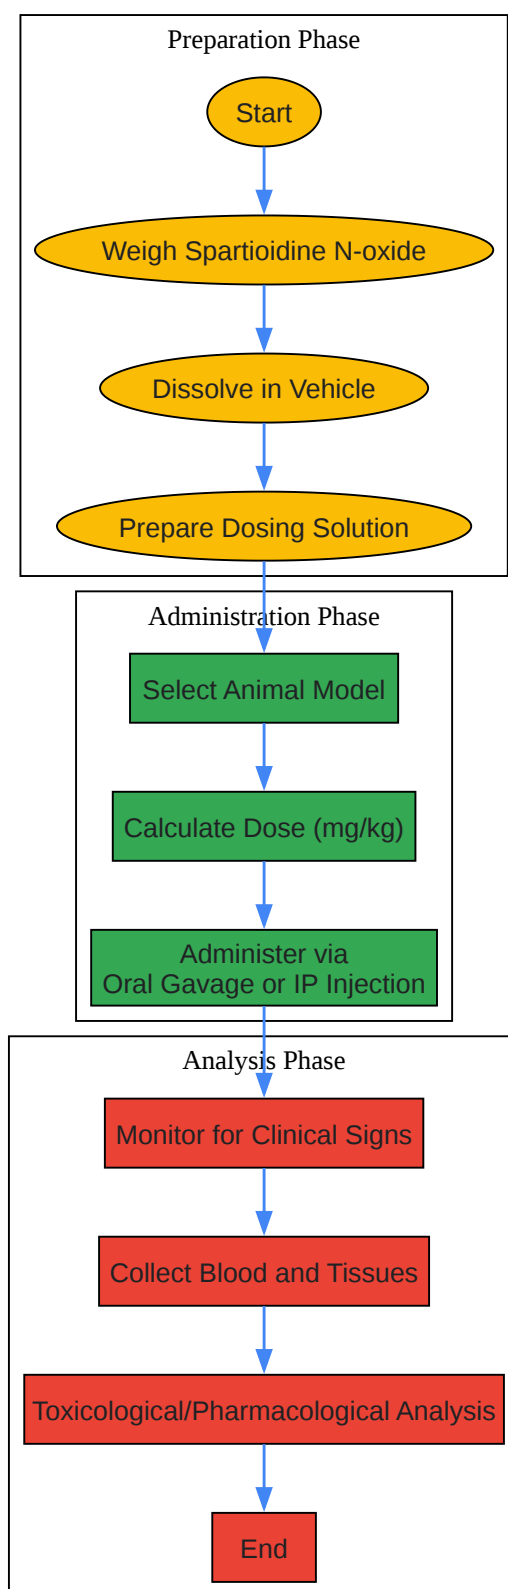 Preparation Phase
Start
Weigh Spartioidine N-oxide
Dissolve in Vehicle
Prepare Dosing Solution
Administration Phase
Select Animal Model
Calculate Dose (mg/kg)
Administer via
Oral Gavage or IP Injection
Analysis Phase
Monitor for Clinical Signs
Collect Blood and Tissues
Toxicological/Pharmacological Analysis
End